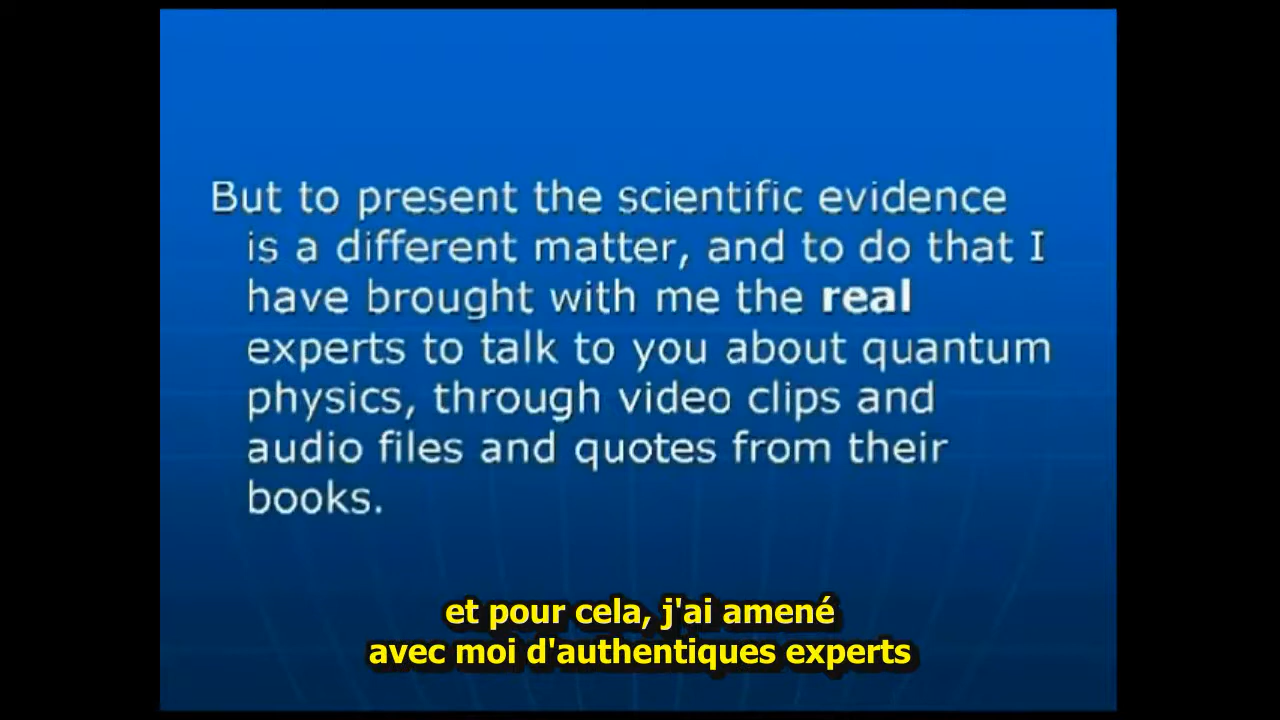 But to present the scientific evidence
is a different matter, and to do that I
have brought with me the real
experts to talk to you about quantum
physics, through video clips and
audio files and quotes from their
books.
et pour cela, j'ai amené
avec moi d'authentiques experts